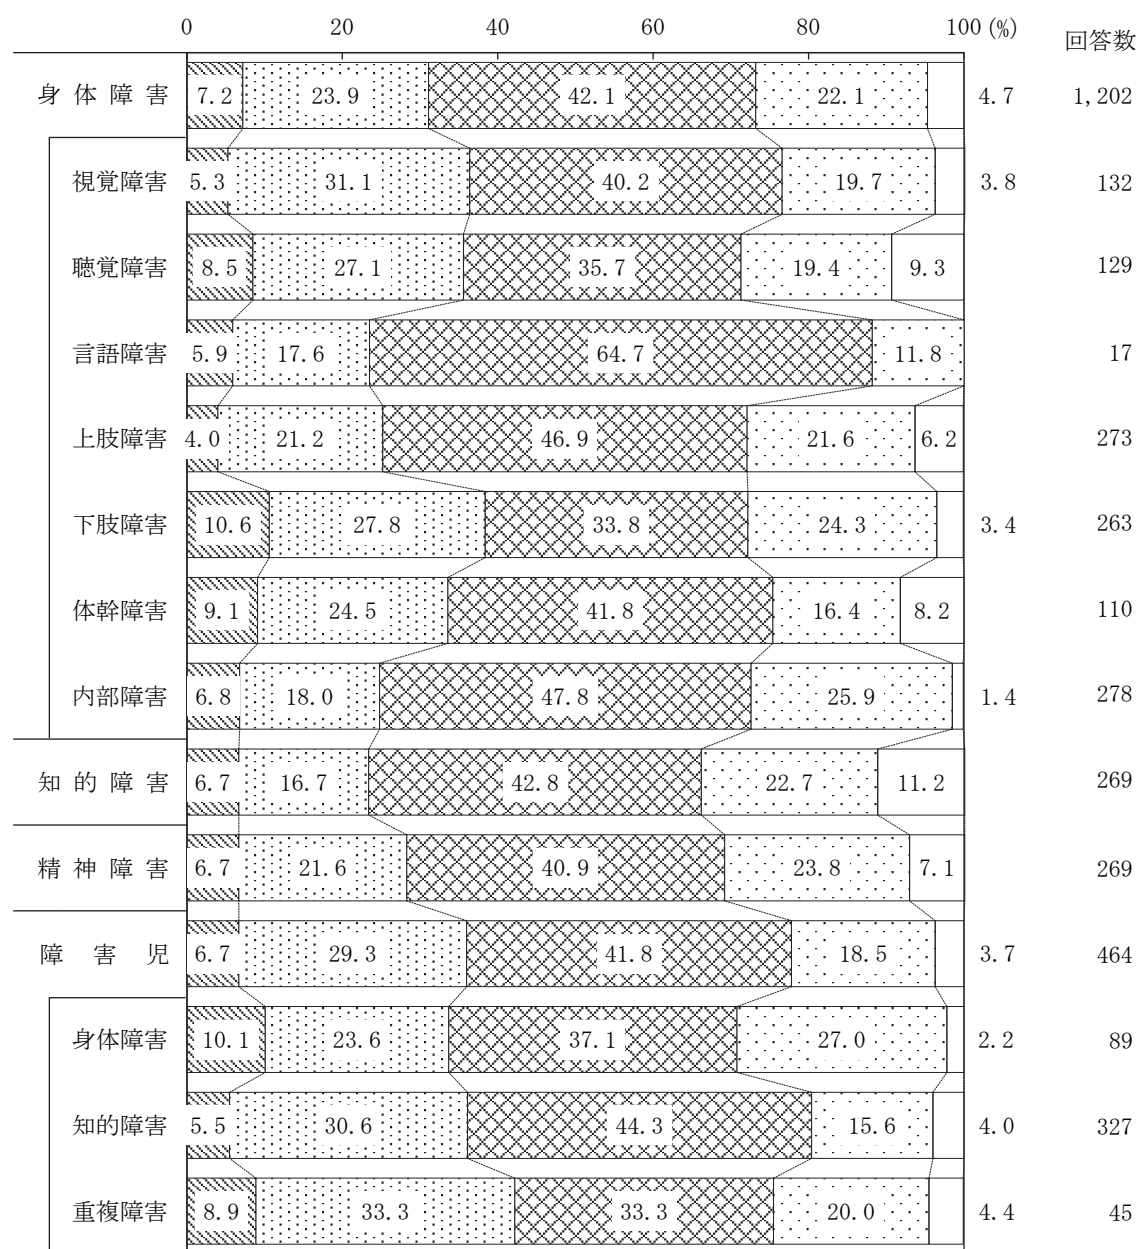 0 20 40 60 80 100 (%) 回答数
身体障害 7.2 23.9 42.1 22.1 4.7 1,202
視覚障害 5.3 31.1 40.2 19.7 3.8 132
聴覚障害 8.5 27.1 35.7 19.4 9.3 129
言語障害 5.9 17.6 64.7 11.8 17
上肢障害 4.0 21.2 46.9 21.6 6.2 273
下肢障害 10.6 27.8 33.8 24.3 3.4 263
体幹障害 9.1 24.5 41.8 16.4 8.2 110
内部障害 6.8 18.0 47.8 25.9 1.4 278
知的障害 6.7 16.7 42.8 22.7 11.2 269
精神障害 6.7 21.6 40.9 23.8 7.1 269
障害児 6.7 29.3 41.8 18.5 3.7 464
身体障害 10.1 23.6 37.1 27.0 2.2 89
知的障害 5.5 30.6 44.3 15.6 4.0 327
重複障害 8.9 33.3 33.3 20.0 4.4 45